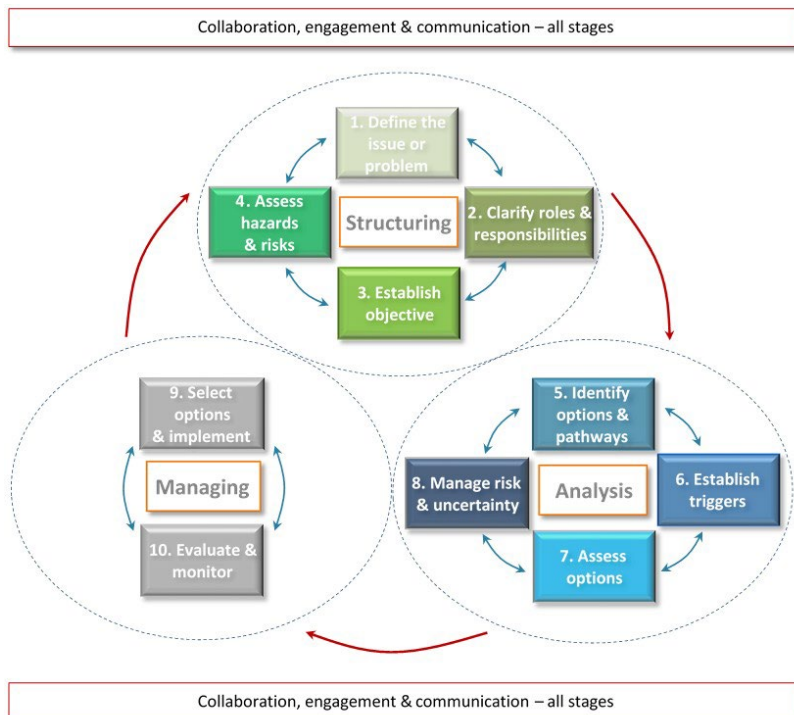 Collaboration, engagement & communication – all stages
1. Define the
issue or
problem
4. Assess
hazards
& risks
Structuring
2. Clarify roles &
responsibilities
3. Establish
objective
9. Select
options
& implement
Managing
10. Evaluate &
monitor
5. Identify
options &
pathways
8. Manage risk
& uncertainty
Analysis
6. Establish
triggers
7. Assess
options
Collaboration, engagement & communication – all stages